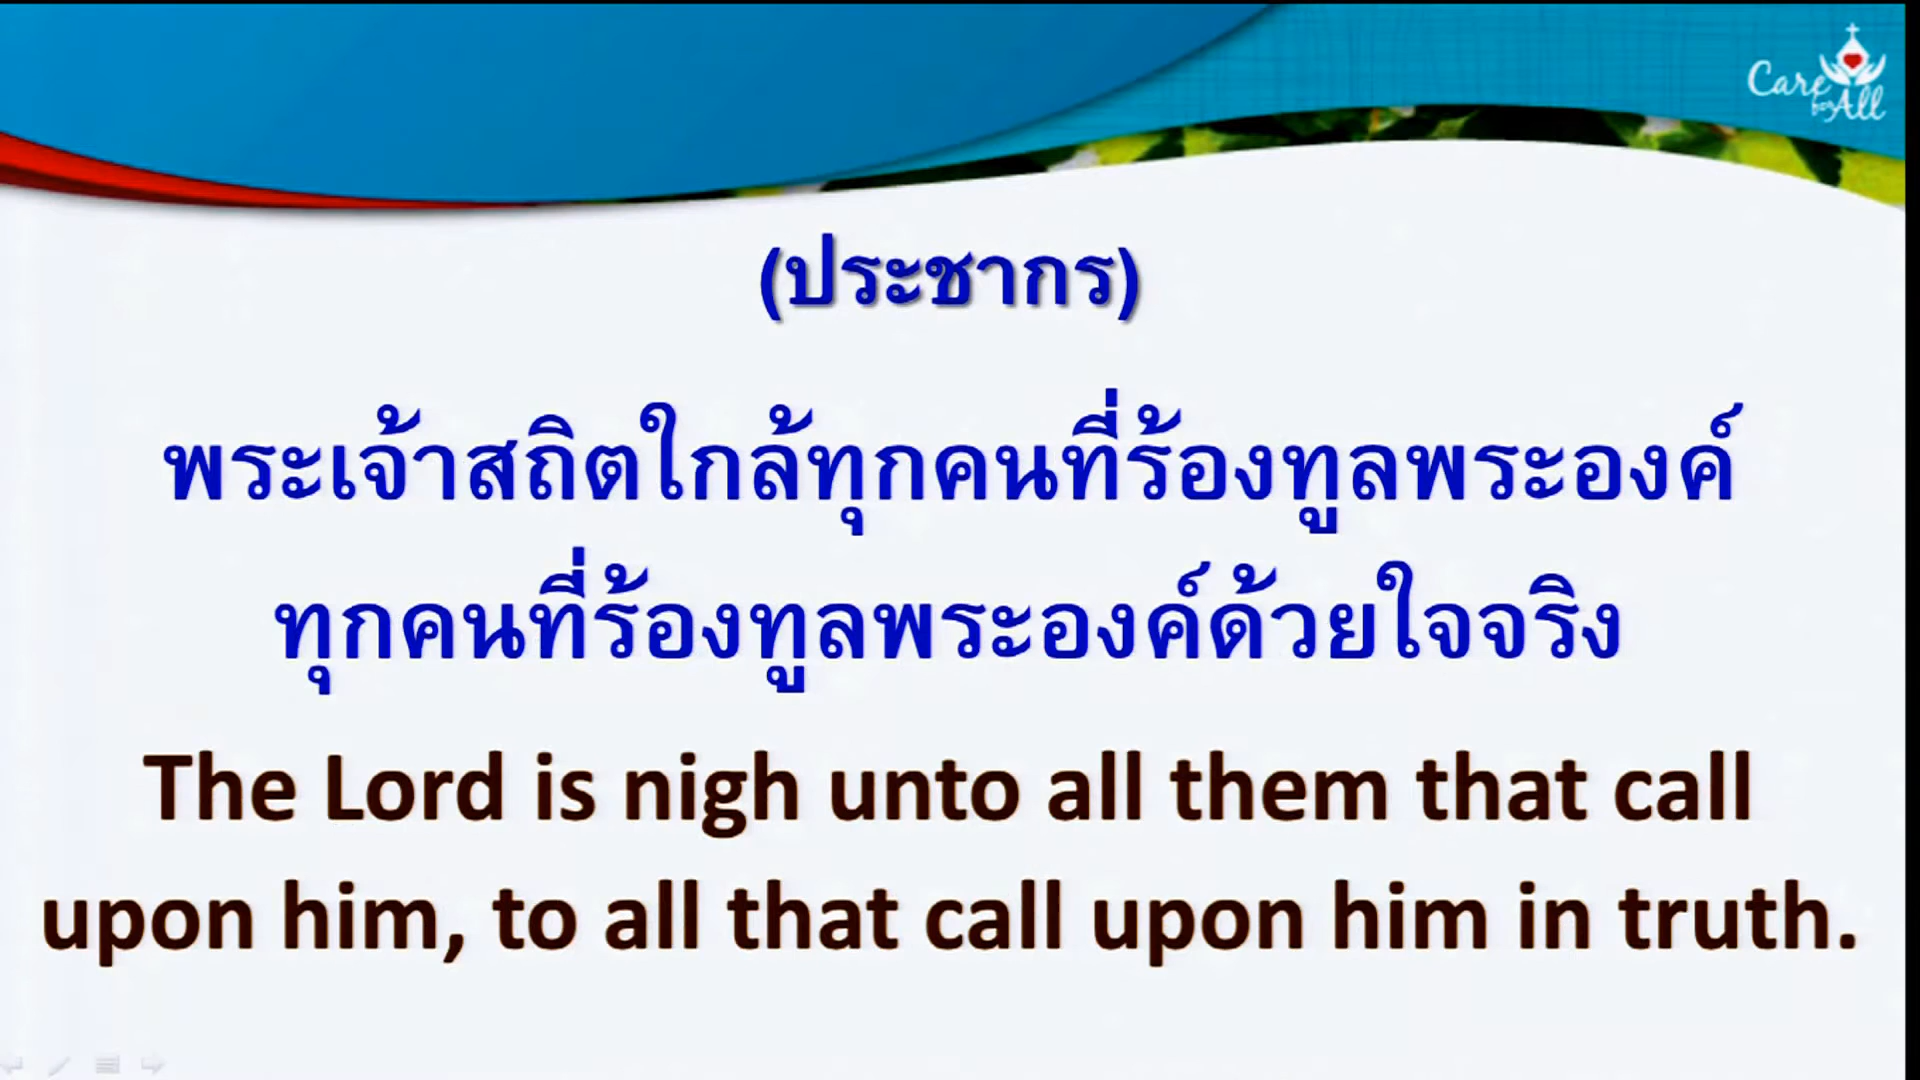 Care
for All
(ประชากร)
พระเจ้าสถิตใกล้ทุกคนที่ร้องทูลพระองค์
ทุกคนที่ร้องทูลพระองค์ด้วยใจจริง
The Lord is nigh unto all them that call
upon him, to all that call upon him in truth.